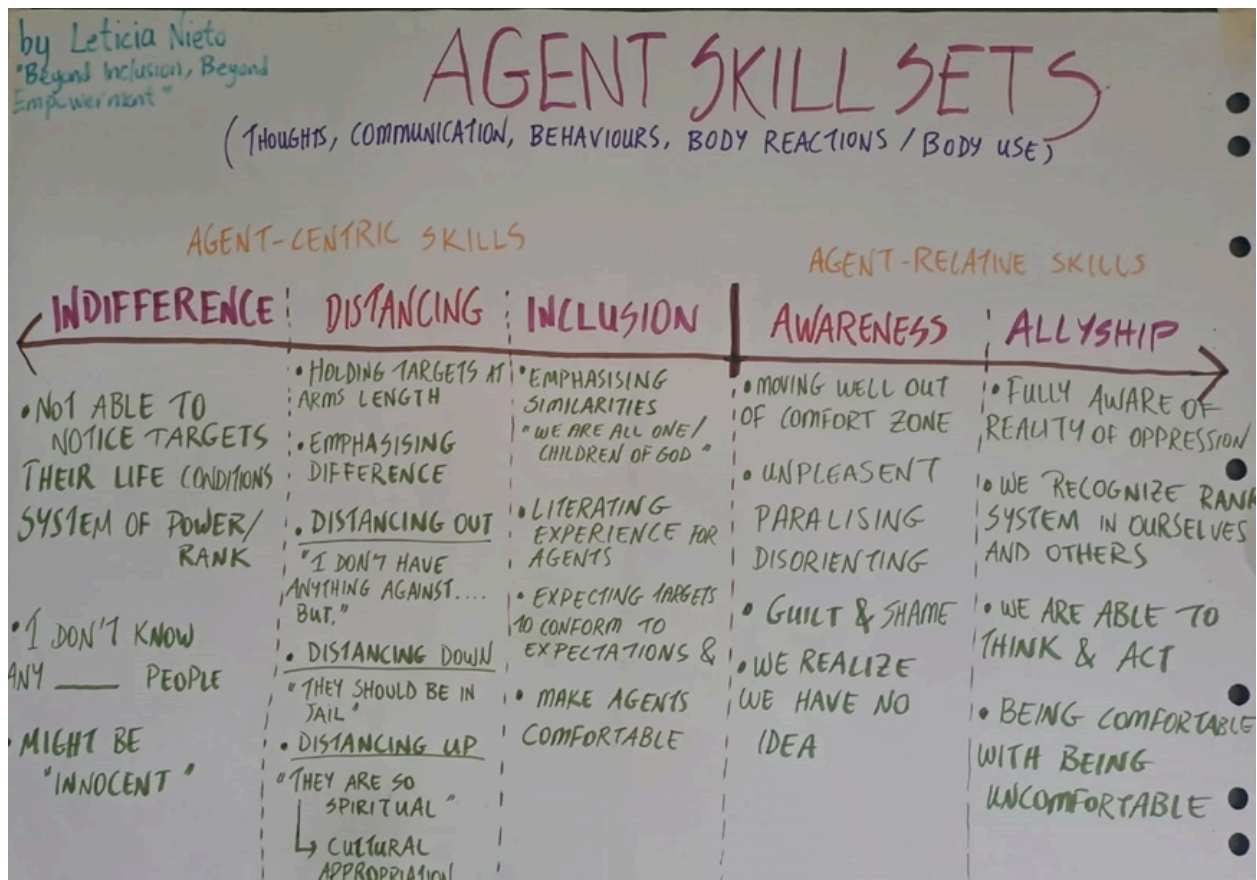 by Leticia Nieto
"Beyond Inclusion, Beyond
Empowerment"
AGENT SKILL SETS
(THOUGHTS, COMMUNICATION, BEHAVIOURS, BODY REACTIONS / BODY USE)
AGENT-CENTRIC SKILLS
AGENT-RELATIVE SKILLS
INDIFFERENCE
• NOT ABLE TO
NOTICE TARGETS
THEIR LIFE CONDITIONS
SYSTEM OF POWER/
RANK
• I DON'T KNOW
ANY ____ PEOPLE
• MIGHT BE
"INNOCENT"
DISTANCING
• HOLDING TARGETS AT
ARMS LENGTH
• EMPHASISING
DIFFERENCE
• DISTANCING OUT
"I DON'T HAVE
ANYTHING AGAINST....
BUT."
• DISTANCING DOWN
"THEY SHOULD BE IN
JAIL"
• DISTANCING UP
"THEY ARE SO
SPIRITUAL"
↳ CULTURAL
APPROPRIATION
INCLUSION
• EMPHASISING
SIMILARITIES
"WE ARE ALL ONE/
CHILDREN OF GOD"
• LITERATING
EXPERIENCE FOR
AGENTS
• EXPECTING TARGETS
TO CONFORM TO
EXPECTATIONS &
• MAKE AGENTS
COMFORTABLE
AWARENESS
• MOVING WELL OUT
OF COMFORT ZONE
• UNPLEASENT
PARALISING
DISORIENTING
• GUILT & SHAME
• WE REALIZE
WE HAVE NO
IDEA
ALLYSHIP
• FULLY AWARE OF
REALITY OF OPPRESSION
• WE RECOGNIZE RANK
SYSTEM IN OURSELVES
AND OTHERS
• WE ARE ABLE TO
THINK & ACT
• BEING COMFORTABLE
WITH BEING
UNCOMFORTABLE